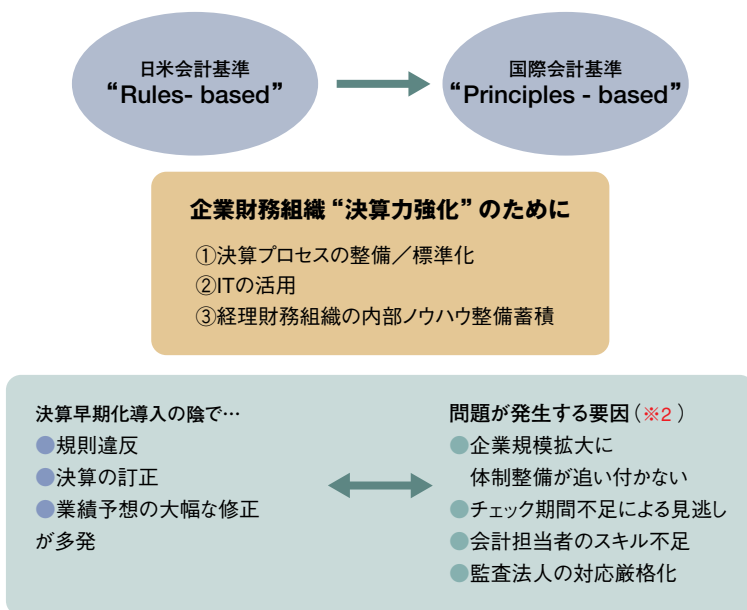 日米会計基準
“Rules- based”
国際会計基準
“Principles - based”
企業財務組織 “決算力強化” のために
①決算プロセスの整備／標準化
②ITの活用
③経理財務組織の内部ノウハウ整備蓄積
決算早期化導入の陰で…
●規則違反
●決算の訂正
●業績予想の大幅な修正
が多発
問題が発生する要因（※2）
●企業規模拡大に
体制整備が追い付かない
●チェック期間不足による見逃し
●会計担当者のスキル不足
●監査法人の対応厳格化